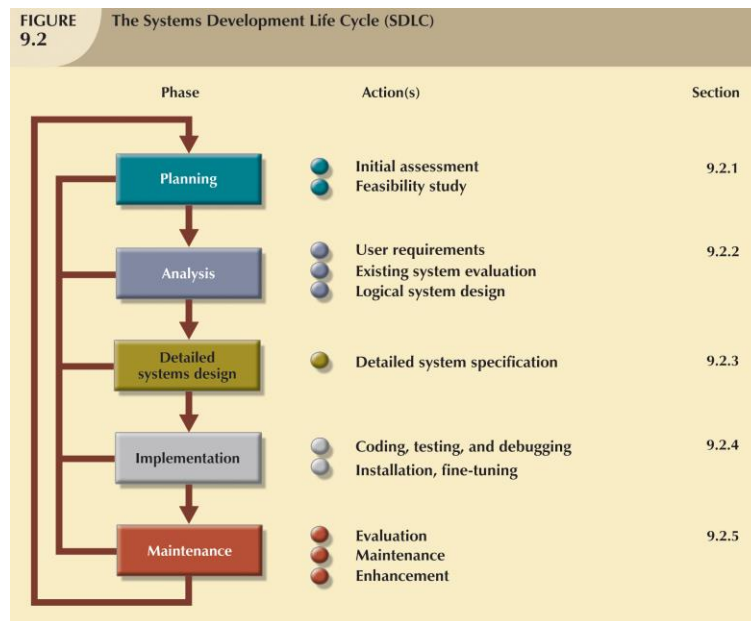 FIGURE
9.2
The Systems Development Life Cycle (SDLC)
Phase Action(s) Section
Planning
Initial assessment
Feasibility study
9.2.1
Analysis
User requirements
Existing system evaluation
Logical system design
9.2.2
Detailed
systems design
Detailed system specification
9.2.3
Implementation
Coding, testing, and debugging
Installation, fine-tuning
9.2.4
Maintenance
Evaluation
Maintenance
Enhancement
9.2.5